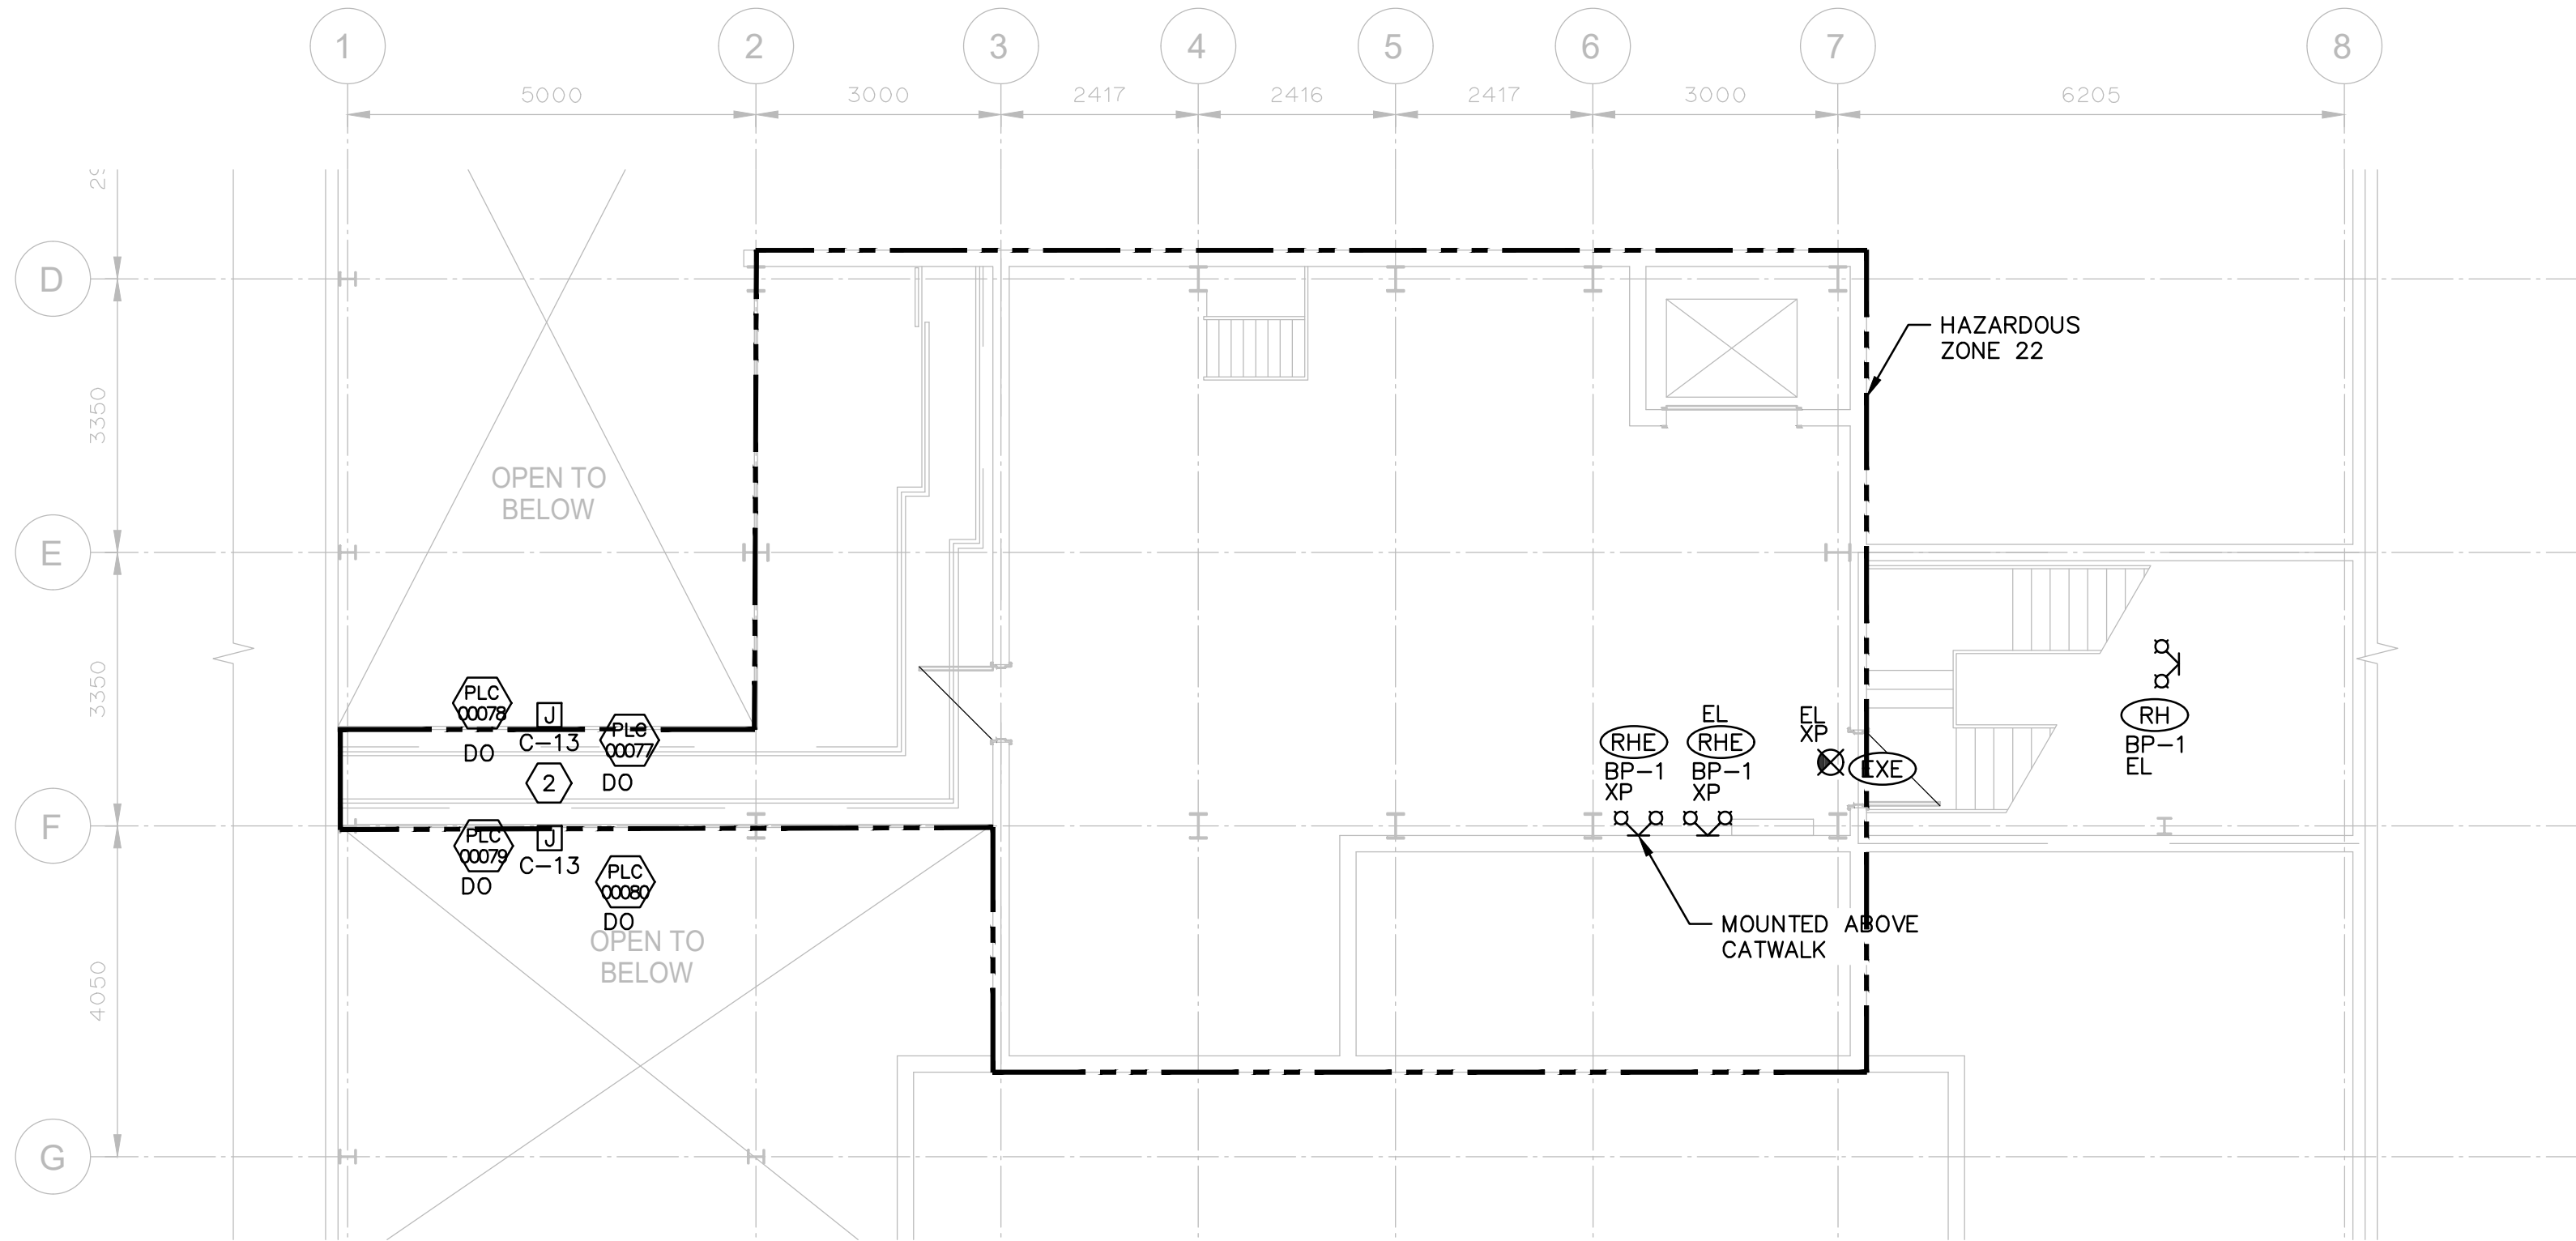 1
2
3
4
5
6
7
8
5000
3000
2417
2416
2417
3000
6205
D
E
F
G
3350
3350
4050
HAZARDOUS
ZONE 22
OPEN TO
BELOW
PLC
00078
DO
J
C-13
PLC
00077
DO
2
PLC
00079
DO
J
C-13
PLC
00080
DO
OPEN TO
BELOW
RHE
BP-1
XP
EL
RHE
BP-1
XP
EL
XP
EXE
RH
BP-1
EL
MOUNTED ABOVE
CATWALK